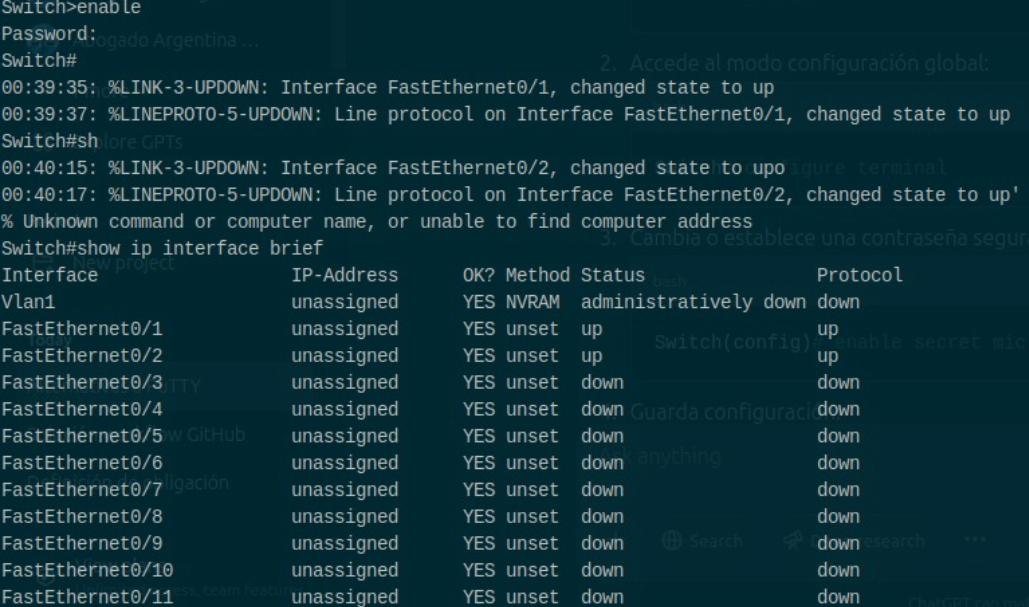 Switch>enable
Password:
Abogado Argentina ...
Switch#
2. Accede al modo configuración global:
00:39:35: %LINK-3-UPDOWN: Interface FastEthernet0/1, changed state to up
00:39:37: %LINEPROTO-5-UPDOWN: Line protocol on Interface FastEthernet0/1, changed state to up
Switch#sh
Explore GPTs
00:40:15: %LINK-3-UPDOWN: Interface FastEthernet0/2, changed state to upo
configure terminal
00:40:17: %LINEPROTO-5-UPDOWN: Line protocol on Interface FastEthernet0/2, changed state to up'
% Unknown command or computer name, or unable to find computer address
3. Cambia o establece una contraseña segur
Switch#show ip interface brief
New project
Interface IP-Address OK? Method Status Protocol
bash
Vlan1 unassigned YES NVRAM administratively down down
FastEthernet0/1 unassigned YES unset up up
Today
Switch(config)# enable secret mic
FastEthernet0/2 unassigned YES unset up up
FastEthernet0/3 unassigned YES unset down down
FastEthernet0/4 unassigned YES unset down down
Guarda configuración
FastEthernet0/5 unassigned YES unset down down
GitHub
Ask anything
FastEthernet0/6 unassigned YES unset down down
FastEthernet0/7 unassigned YES unset down down
Definición de obligación
FastEthernet0/8 unassigned YES unset down down
FastEthernet0/9 unassigned YES unset down down
Search
research
FastEthernet0/10 unassigned YES unset down down
FastEthernet0/11 unassigned YES unset down down